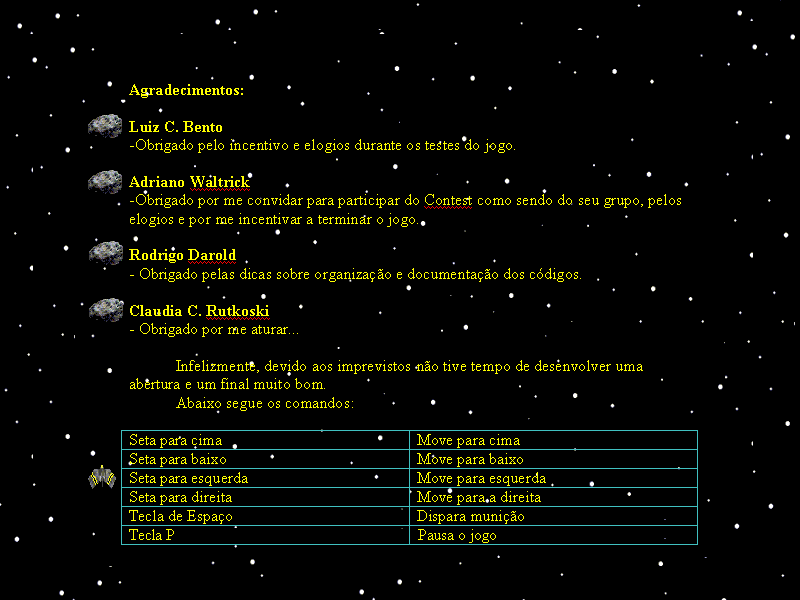 Agradecimentos:
Luiz C. Bento
-Obrigado pelo incentivo e elogios durante os testes do jogo.
Adriano Waltrick
-Obrigado por me convidar para participar do Contest como sendo do seu grupo, pelos
elogios e por me incentivar a terminar o jogo.
Rodrigo Darold
- Obrigado pelas dicas sobre organização e documentação dos códigos.
Claudia C. Rutkoski
- Obrigado por me aturar...
Infelizmente, devido aos imprevistos não tive tempo de desenvolver uma
abertura e um final muito bom.
Abaixo segue os comandos:
Seta para cima Move para cima
Seta para baixo Move para baixo
Seta para esquerda Move para esquerda
Seta para direita Move para a direita
Tecla de Espaço Dispara munição
Tecla P Pausa o jogo